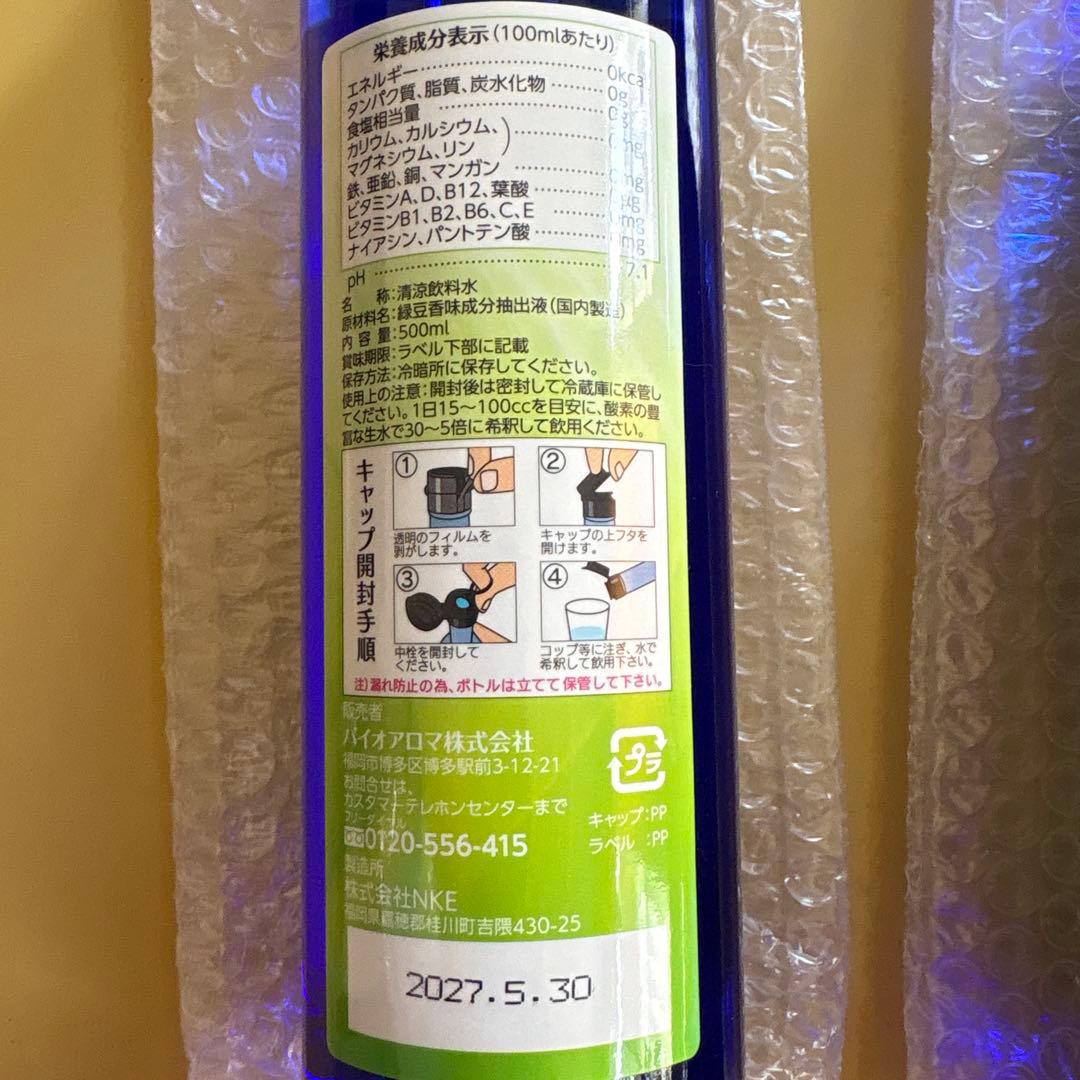 栄養成分表示(100mlあたり)
エネルギー 0kca
タンパク質、脂質、炭水化物 0g
食塩相当量 0g
カリウム、カルシウム、
マグネシウム、リン) 0mg
鉄、亜鉛、銅、マンガン 0mg
ビタミンA、D、B12、葉酸 μg
ビタミンB1、B2、B6、C、E 0mg
ナイアシン、パントテン酸 0mg
pH 7.1
名 称:清涼飲料水
原材料名:緑豆香味成分抽出液(国内製造)
内 容 量:500ml
賞味期限:ラベル下部に記載
保存方法:冷暗所に保存してください。
使用上の注意:開封後は密封して冷蔵庫に保管し
てください。1日15〜100ccを目安に、酸素の豊
富な生水で30〜5倍に希釈して飲用ください。
キャップ開封手順
①
透明のフィルムを
剥がします。
②
キャップの上フタを
開けます。
③
中栓を開封して
ください。
④
コップ等に注ぎ、水で
希釈して飲用下さい。
注)漏れ防止の為、ボトルは立てて保管して下さい。
販売者
バイオアロマ株式会社
福岡市博多区博多駅前3-12-21
お問合せは、
カスタマーテレホンセンターまで
フリーダイヤル
0120-556-415
プラ
キャップ:PP
ラベル :PP
製造所
株式会社NKE
福岡県嘉穂郡桂川町吉隈430-25
2027.5.30